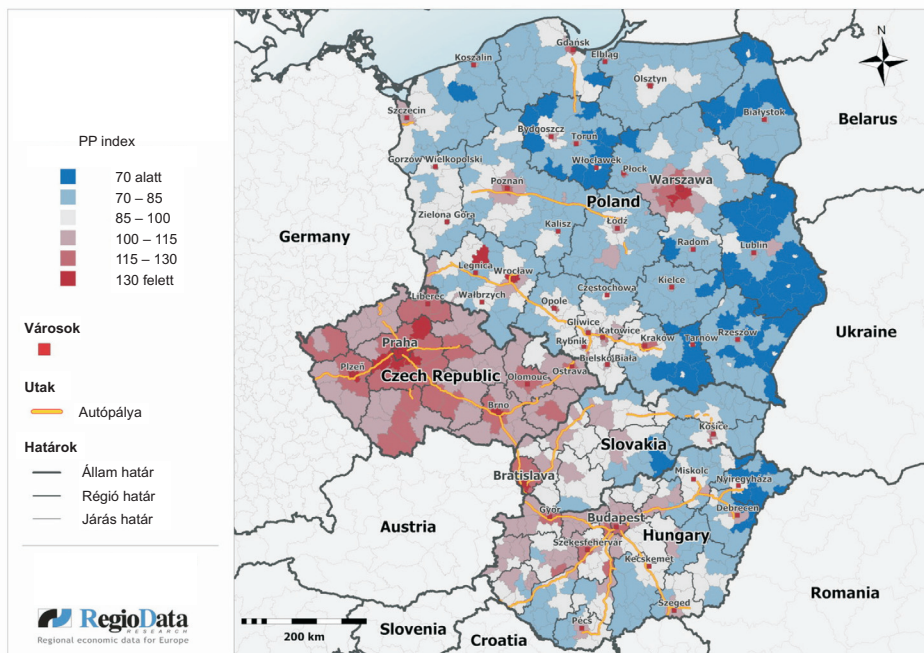 PP index
70 alatt
70 – 85
85 – 100
100 – 115
115 – 130
130 felett
Városok
Utak
Autópálya
Határok
Állam határ
Régió határ
Járás határ
RegioData
RESEARCH
Regional economic data for Europe
Gdańsk
Koszalin
Elbląg
Olsztyn
Szczecin
Białystok
Belarus
Bydgoszcz
Toruń
Gorzów Wielkopolski
Włocławek
Płock
Poznań
Warszawa
Poland
Zielona Góra
Kalisz
Łódź
Germany
Radom
Lublin
Legnica
Wrocław
Częstochowa
Kielce
Liberec
Wałbrzych
Opole
Ukraine
Gliwice
Katowice
Praha
Rybnik
Kraków
Tarnów
Rzeszów
Bielsko Biała
Plzeň
Czech Republic
Olomouc
Ostrava
Brno
Košice
Slovakia
Bratislava
Miskolc
Nyíregyháza
Debrecen
Austria
Győr
Budapest
Hungary
Székesfehérvár
Kecskemét
Romania
Szeged
Slovenia
Pécs
Croatia
200 km